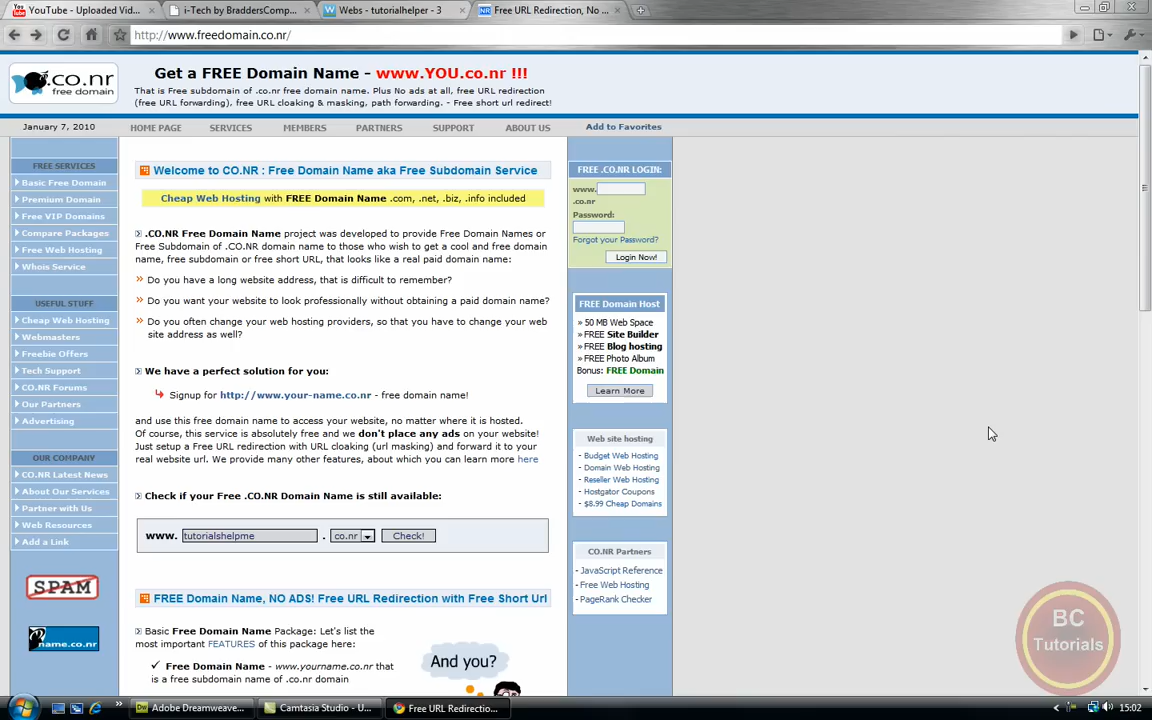 YouTube - Uploaded Vid...
i-Tech by BraddersComp...
Webs - tutorialhelper - 3
Free URL Redirection, No ...
http://www.freedomain.co.nr/
.co.nr
free domain
Get a FREE Domain Name - www.YOU.co.nr !!!
That is Free subdomain of .co.nr free domain name. Plus No ads at all, free URL redirection
(free URL forwarding), free URL cloaking & masking, path forwarding. - Free short url redirect!
January 7, 2010
HOME PAGE
SERVICES
MEMBERS
PARTNERS
SUPPORT
ABOUT US
Add to Favorites
FREE SERVICES
Basic Free Domain
Premium Domain
Free VIP Domains
Compare Packages
Free Web Hosting
Whois Service
USEFUL STUFF
Cheap Web Hosting
Webmasters
Freebie Offers
Tech Support
CO.NR Forums
Our Partners
Advertising
OUR COMPANY
CO.NR Latest News
About Our Services
Partner with Us
Web Resources
Add a Link
SPAM
name.co.nr
Welcome to CO.NR : Free Domain Name aka Free Subdomain Service
Cheap Web Hosting with FREE Domain Name .com, .net, .biz, .info included
.CO.NR Free Domain Name project was developed to provide Free Domain Names or
Free Subdomain of .CO.NR domain name to those who wish to get a cool and free domain
name, free subdomain or free short URL, that looks like a real paid domain name:
Do you have a long website address, that is difficult to remember?
Do you want your website to look professionally without obtaining a paid domain name?
Do you often change your web hosting providers, so that you have to change your web
site address as well?
We have a perfect solution for you:
Signup for http://www.your-name.co.nr - free domain name!
and use this free domain name to access your website, no matter where it is hosted.
Of course, this service is absolutely free and we don't place any ads on your website!
Just setup a Free URL redirection with URL cloaking (url masking) and forward it to your
real website url. We provide many other features, about which you can learn more here
Check if your Free .CO.NR Domain Name is still available:
www. tutorialshelpme . co.nr Check!
FREE Domain Name, NO ADS! Free URL Redirection with Free Short Url
Basic Free Domain Name Package: Let's list the
most important FEATURES of this package here:
Free Domain Name - www.yourname.co.nr that
is a free subdomain name of .co.nr domain
And you?
FREE .CO.NR LOGIN:
www.
.co.nr
Password:
Forgot your Password?
Login Now!
FREE Domain Host
» 50 MB Web Space
» FREE Site Builder
» FREE Blog hosting
» FREE Photo Album
Bonus: FREE Domain
Learn More
Web site hosting
- Budget Web Hosting
- Domain Web Hosting
- Reseller Web Hosting
- Hostgator Coupons
- $8.99 Cheap Domains
CO.NR Partners
- JavaScript Reference
- Free Web Hosting
- PageRank Checker
BC
Tutorials
Adobe Dreamweave...
Camtasia Studio - U...
Free URL Redirectio...
15:02